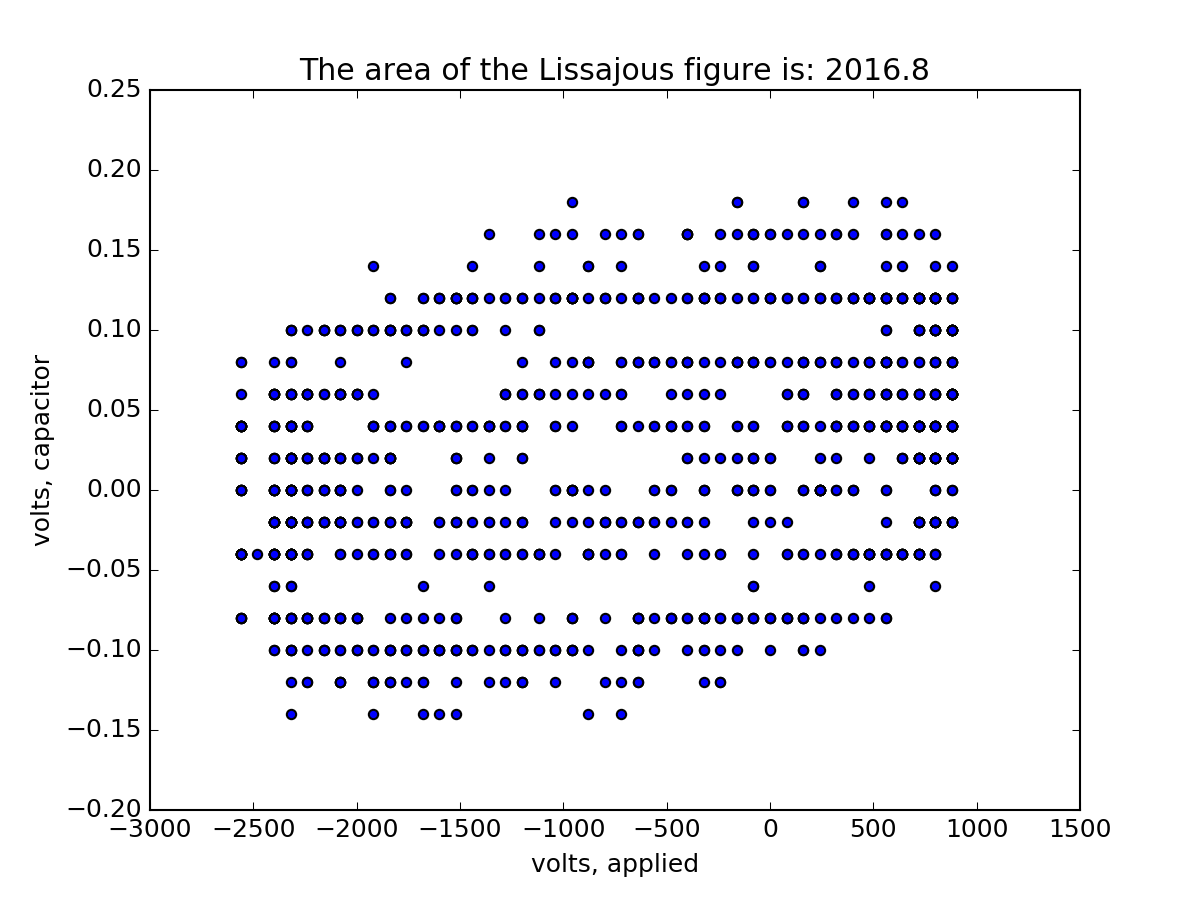 The area of the Lissajous figure is: 2016.8
0.25
0.20
0.15
0.10
0.05
0.00
−0.05
−0.10
−0.15
−0.20
volts, capacitor
−3000 −2500 −2000 −1500 −1000 −500 0 500 1000 1500
volts, applied